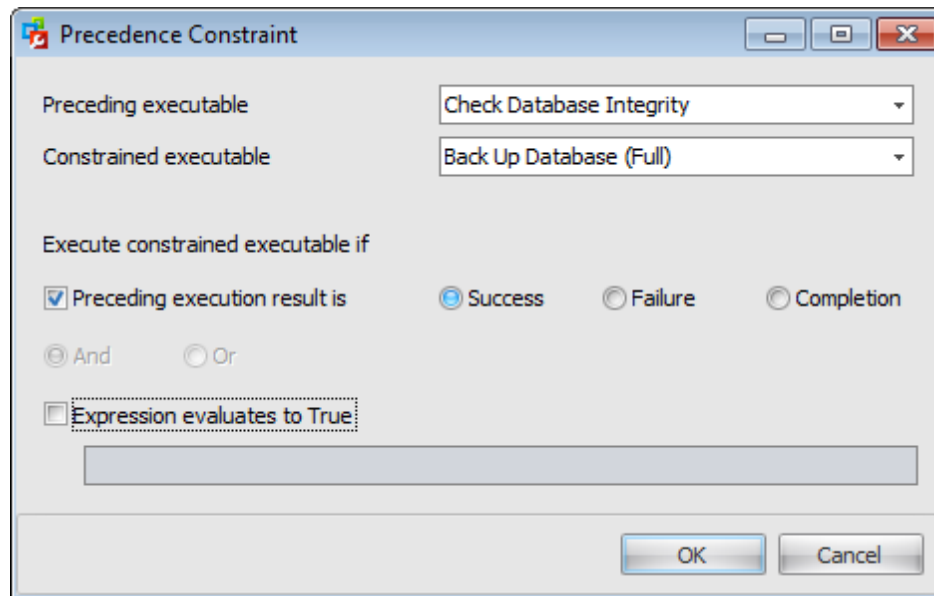 Precedence Constraint
Preceding executable Check Database Integrity
Constrained executable Back Up Database (Full)
Execute constrained executable if
Preceding execution result is Success Failure Completion
And Or
Expression evaluates to True
OK Cancel